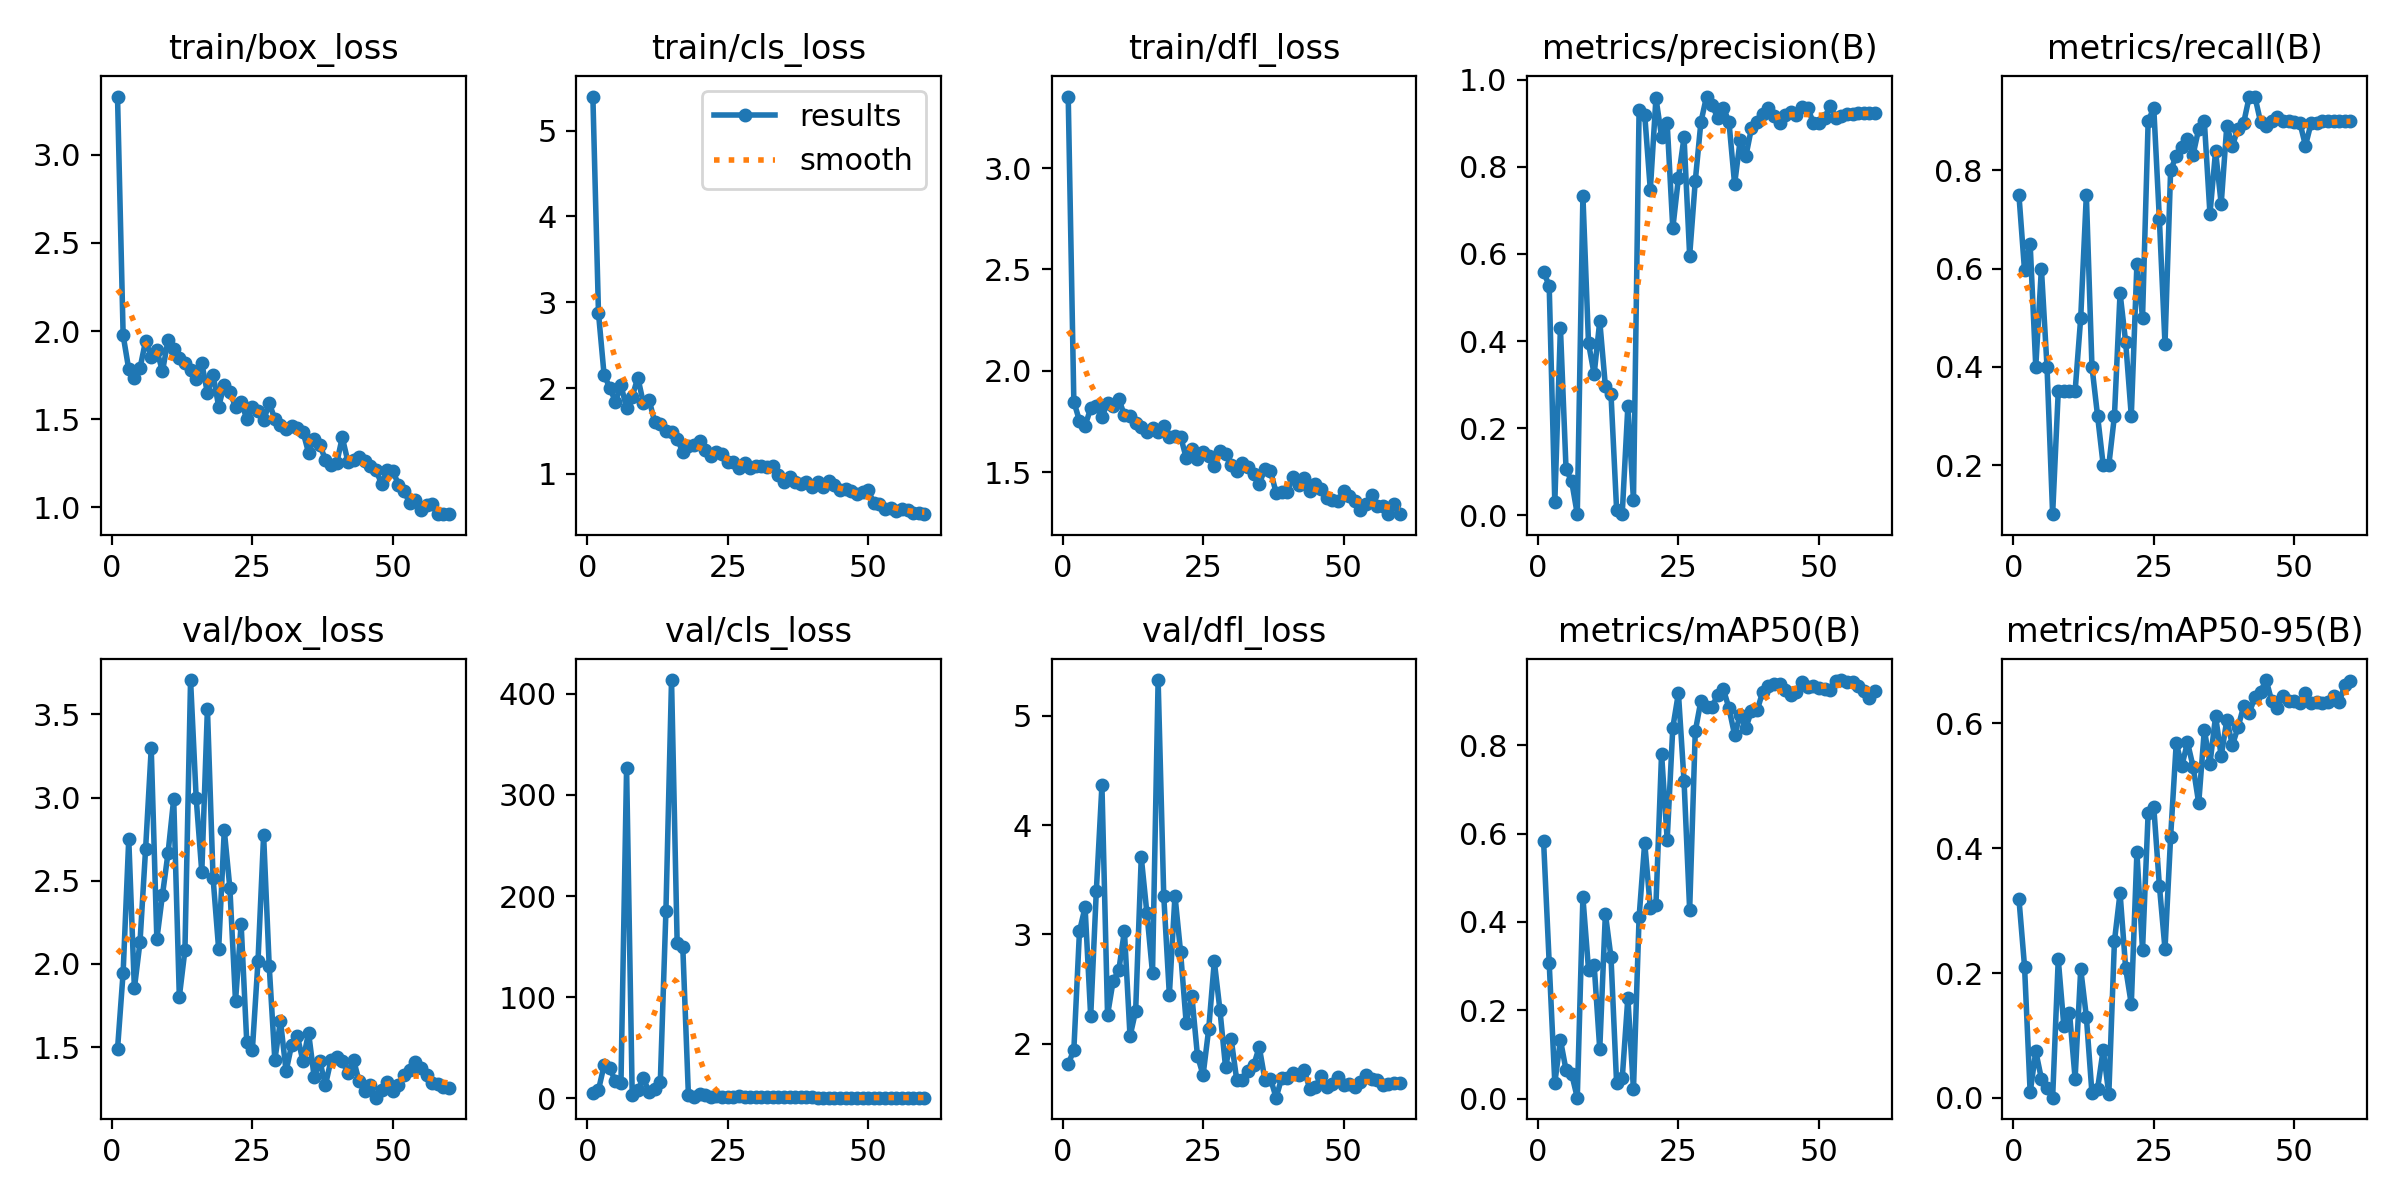 train/box_loss
3.0
2.5
2.0
1.5
1.0
0 25 50
train/cls_loss
results
smooth
5
4
3
2
1
0 25 50
train/dfl_loss
3.0
2.5
2.0
1.5
0 25 50
metrics/precision(B)
1.0
0.8
0.6
0.4
0.2
0.0
0 25 50
metrics/recall(B)
0.8
0.6
0.4
0.2
0 25 50
val/box_loss
3.5
3.0
2.5
2.0
1.5
0 25 50
val/cls_loss
400
300
200
100
0
0 25 50
val/dfl_loss
5
4
3
2
0 25 50
metrics/mAP50(B)
0.8
0.6
0.4
0.2
0.0
0 25 50
metrics/mAP50-95(B)
0.6
0.4
0.2
0.0
0 25 50